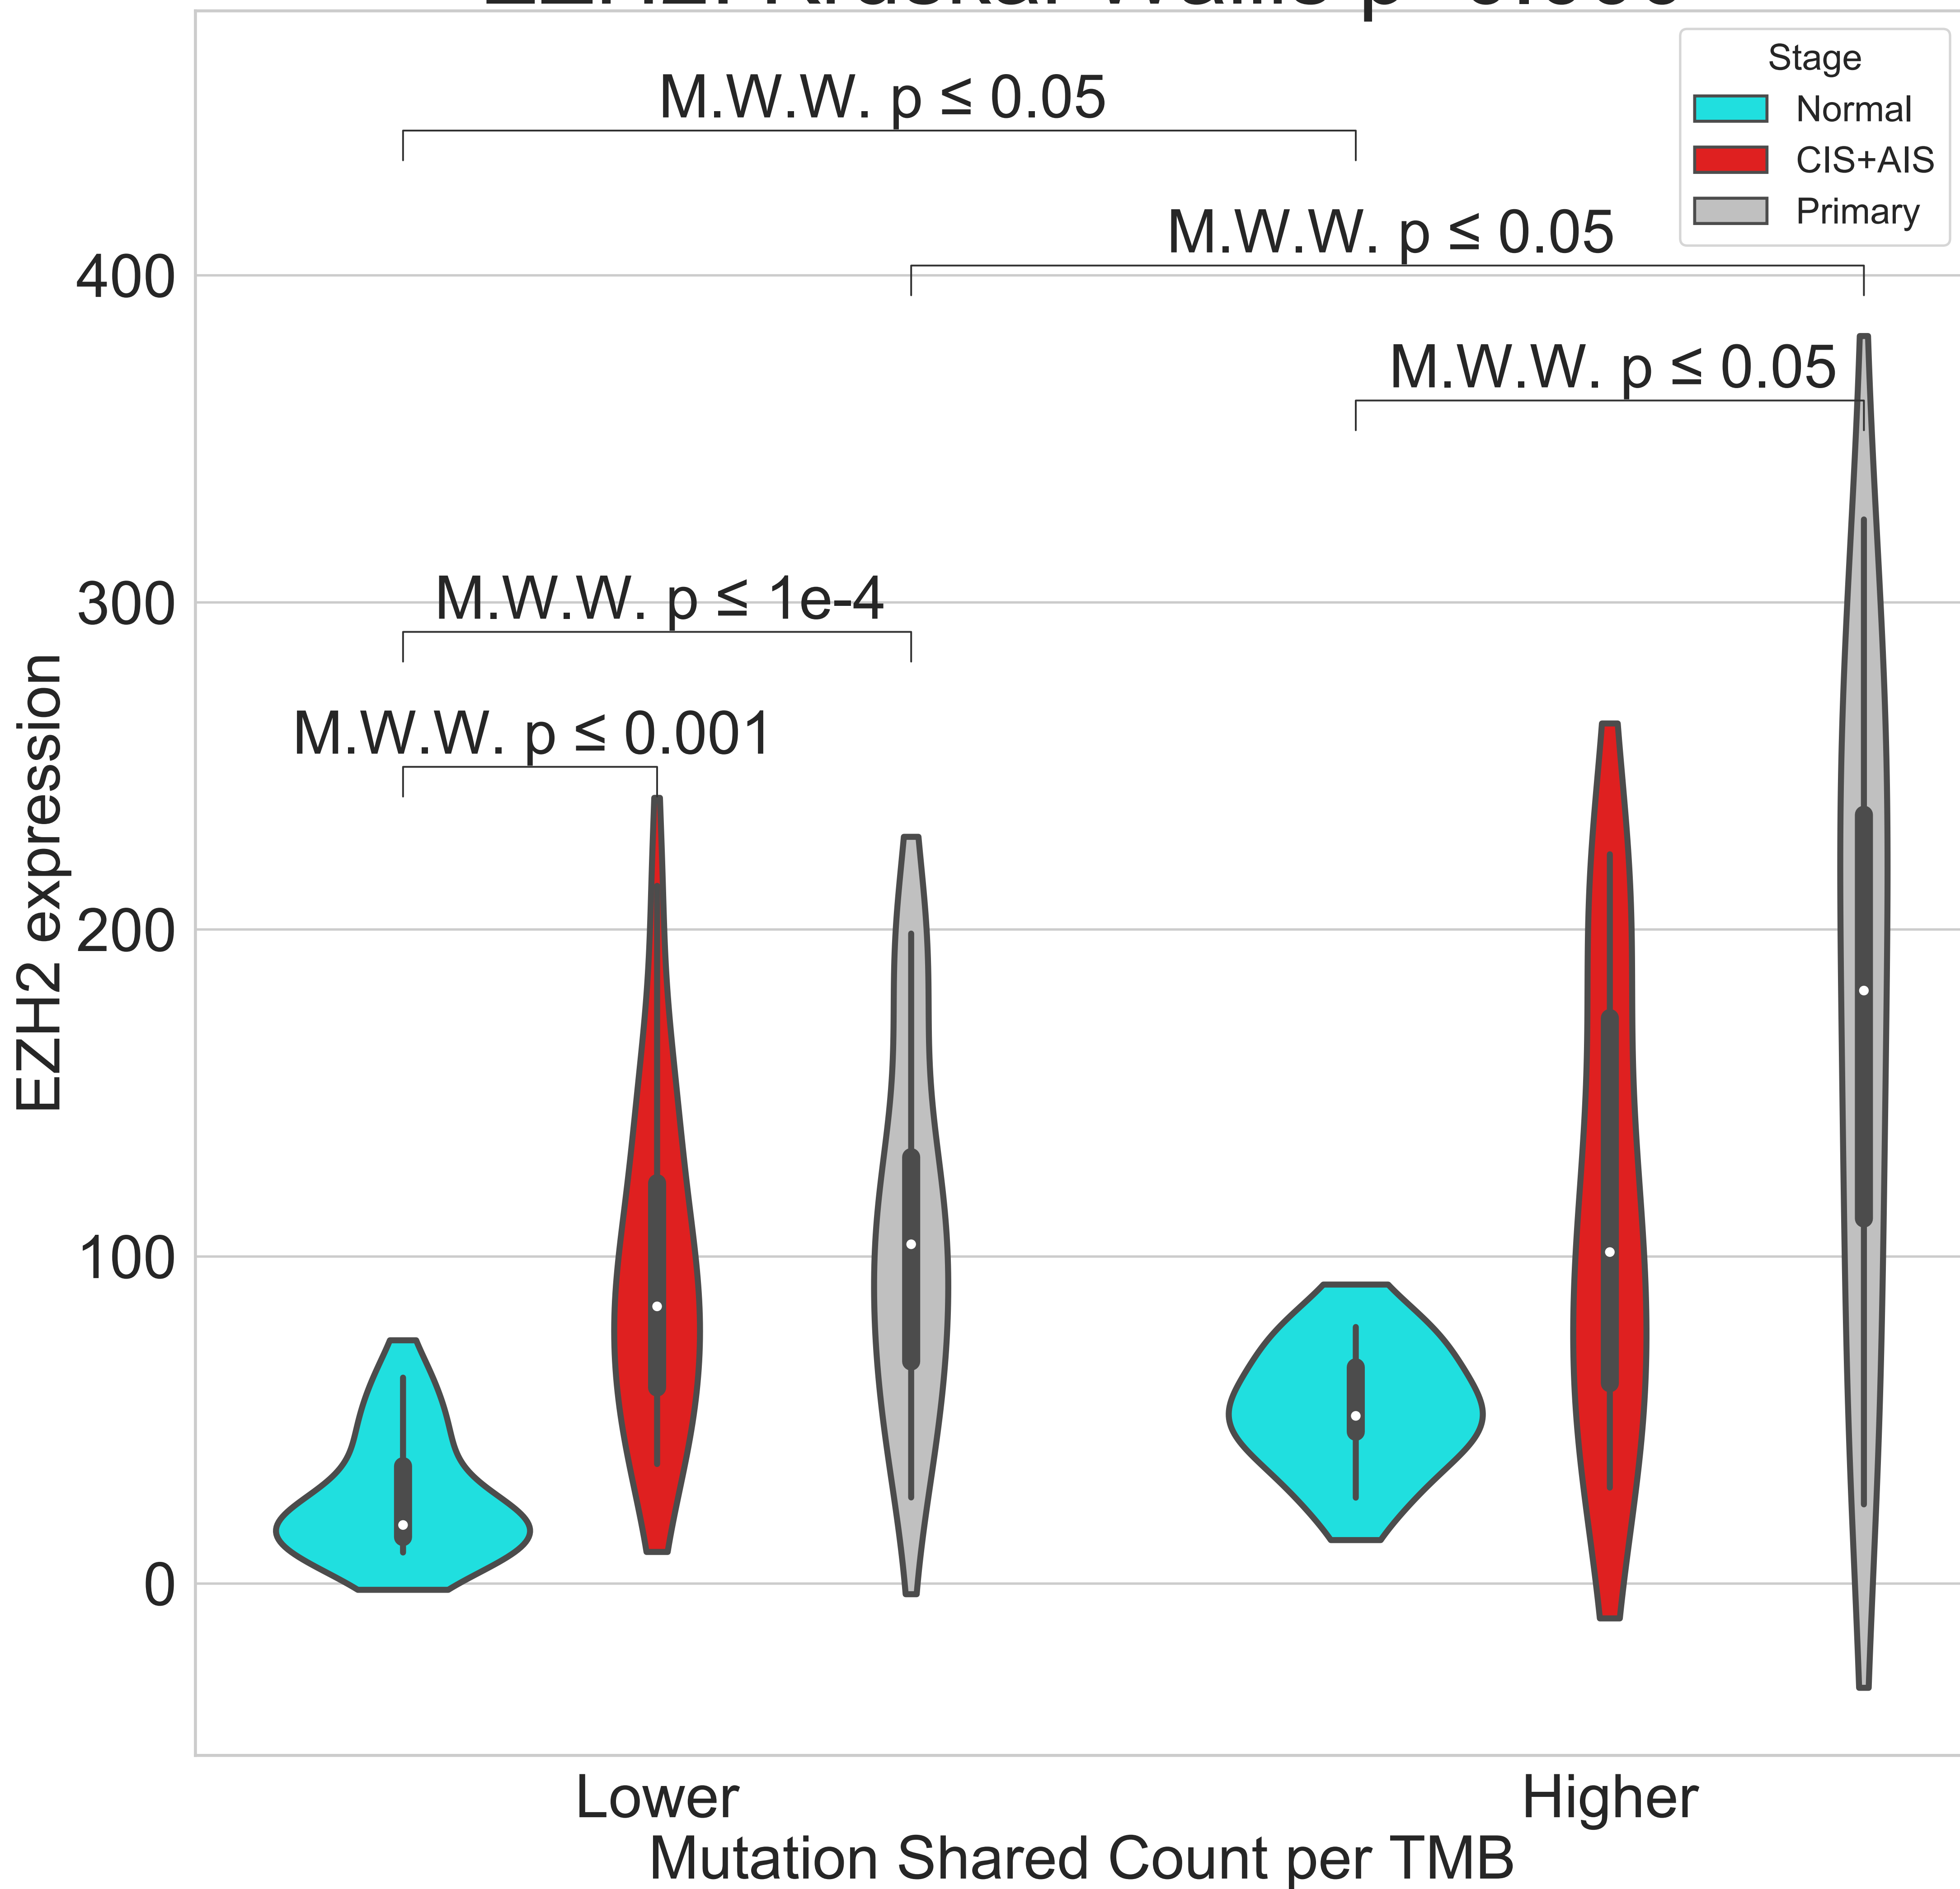 Stage
Normal
CIS+AIS
Primary
M.W.W. p ≤ 0.05
M.W.W. p ≤ 0.05
M.W.W. p ≤ 0.05
M.W.W. p ≤ 1e-4
M.W.W. p ≤ 0.001
EZH2 expression
400
300
200
100
0
Lower
Higher
Mutation Shared Count per TMB